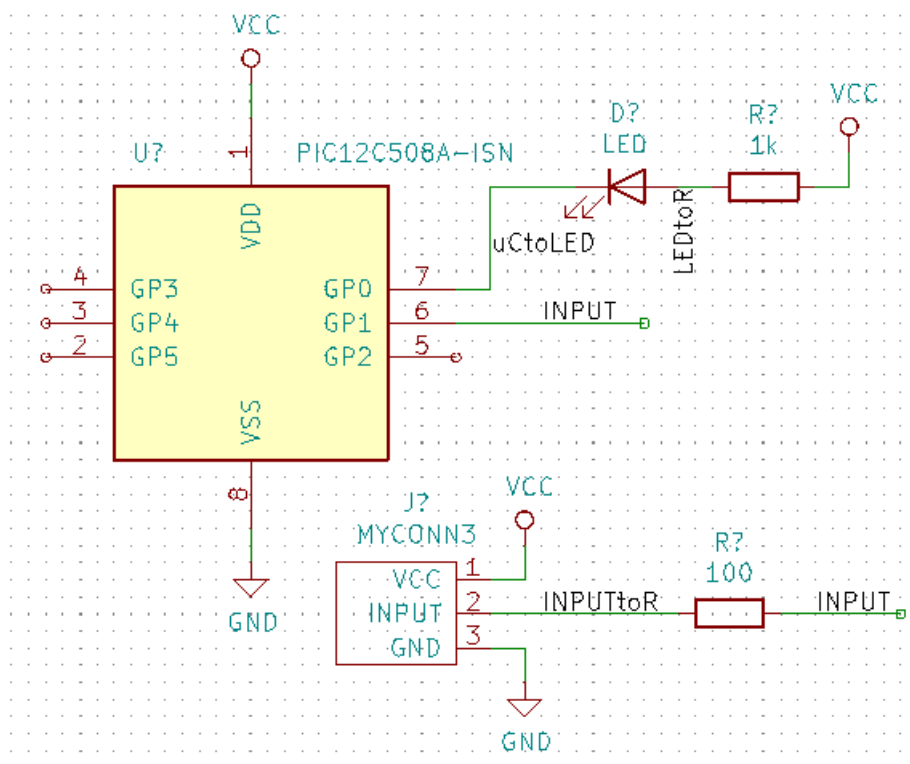 VCC
VCC
D?
LED
R?
1k
U?
1
PIC12C508A-ISN
VDD
uCtoLED
LEDtoR
4
GP3
GP0
7
3
GP4
GP1
6
INPUT
2
GP5
GP2
5
VSS
8
GND
VCC
J?
MYCONN3
VCC
1
INPUT
2
INPUTtoR
R?
100
INPUT
GND
3
GND